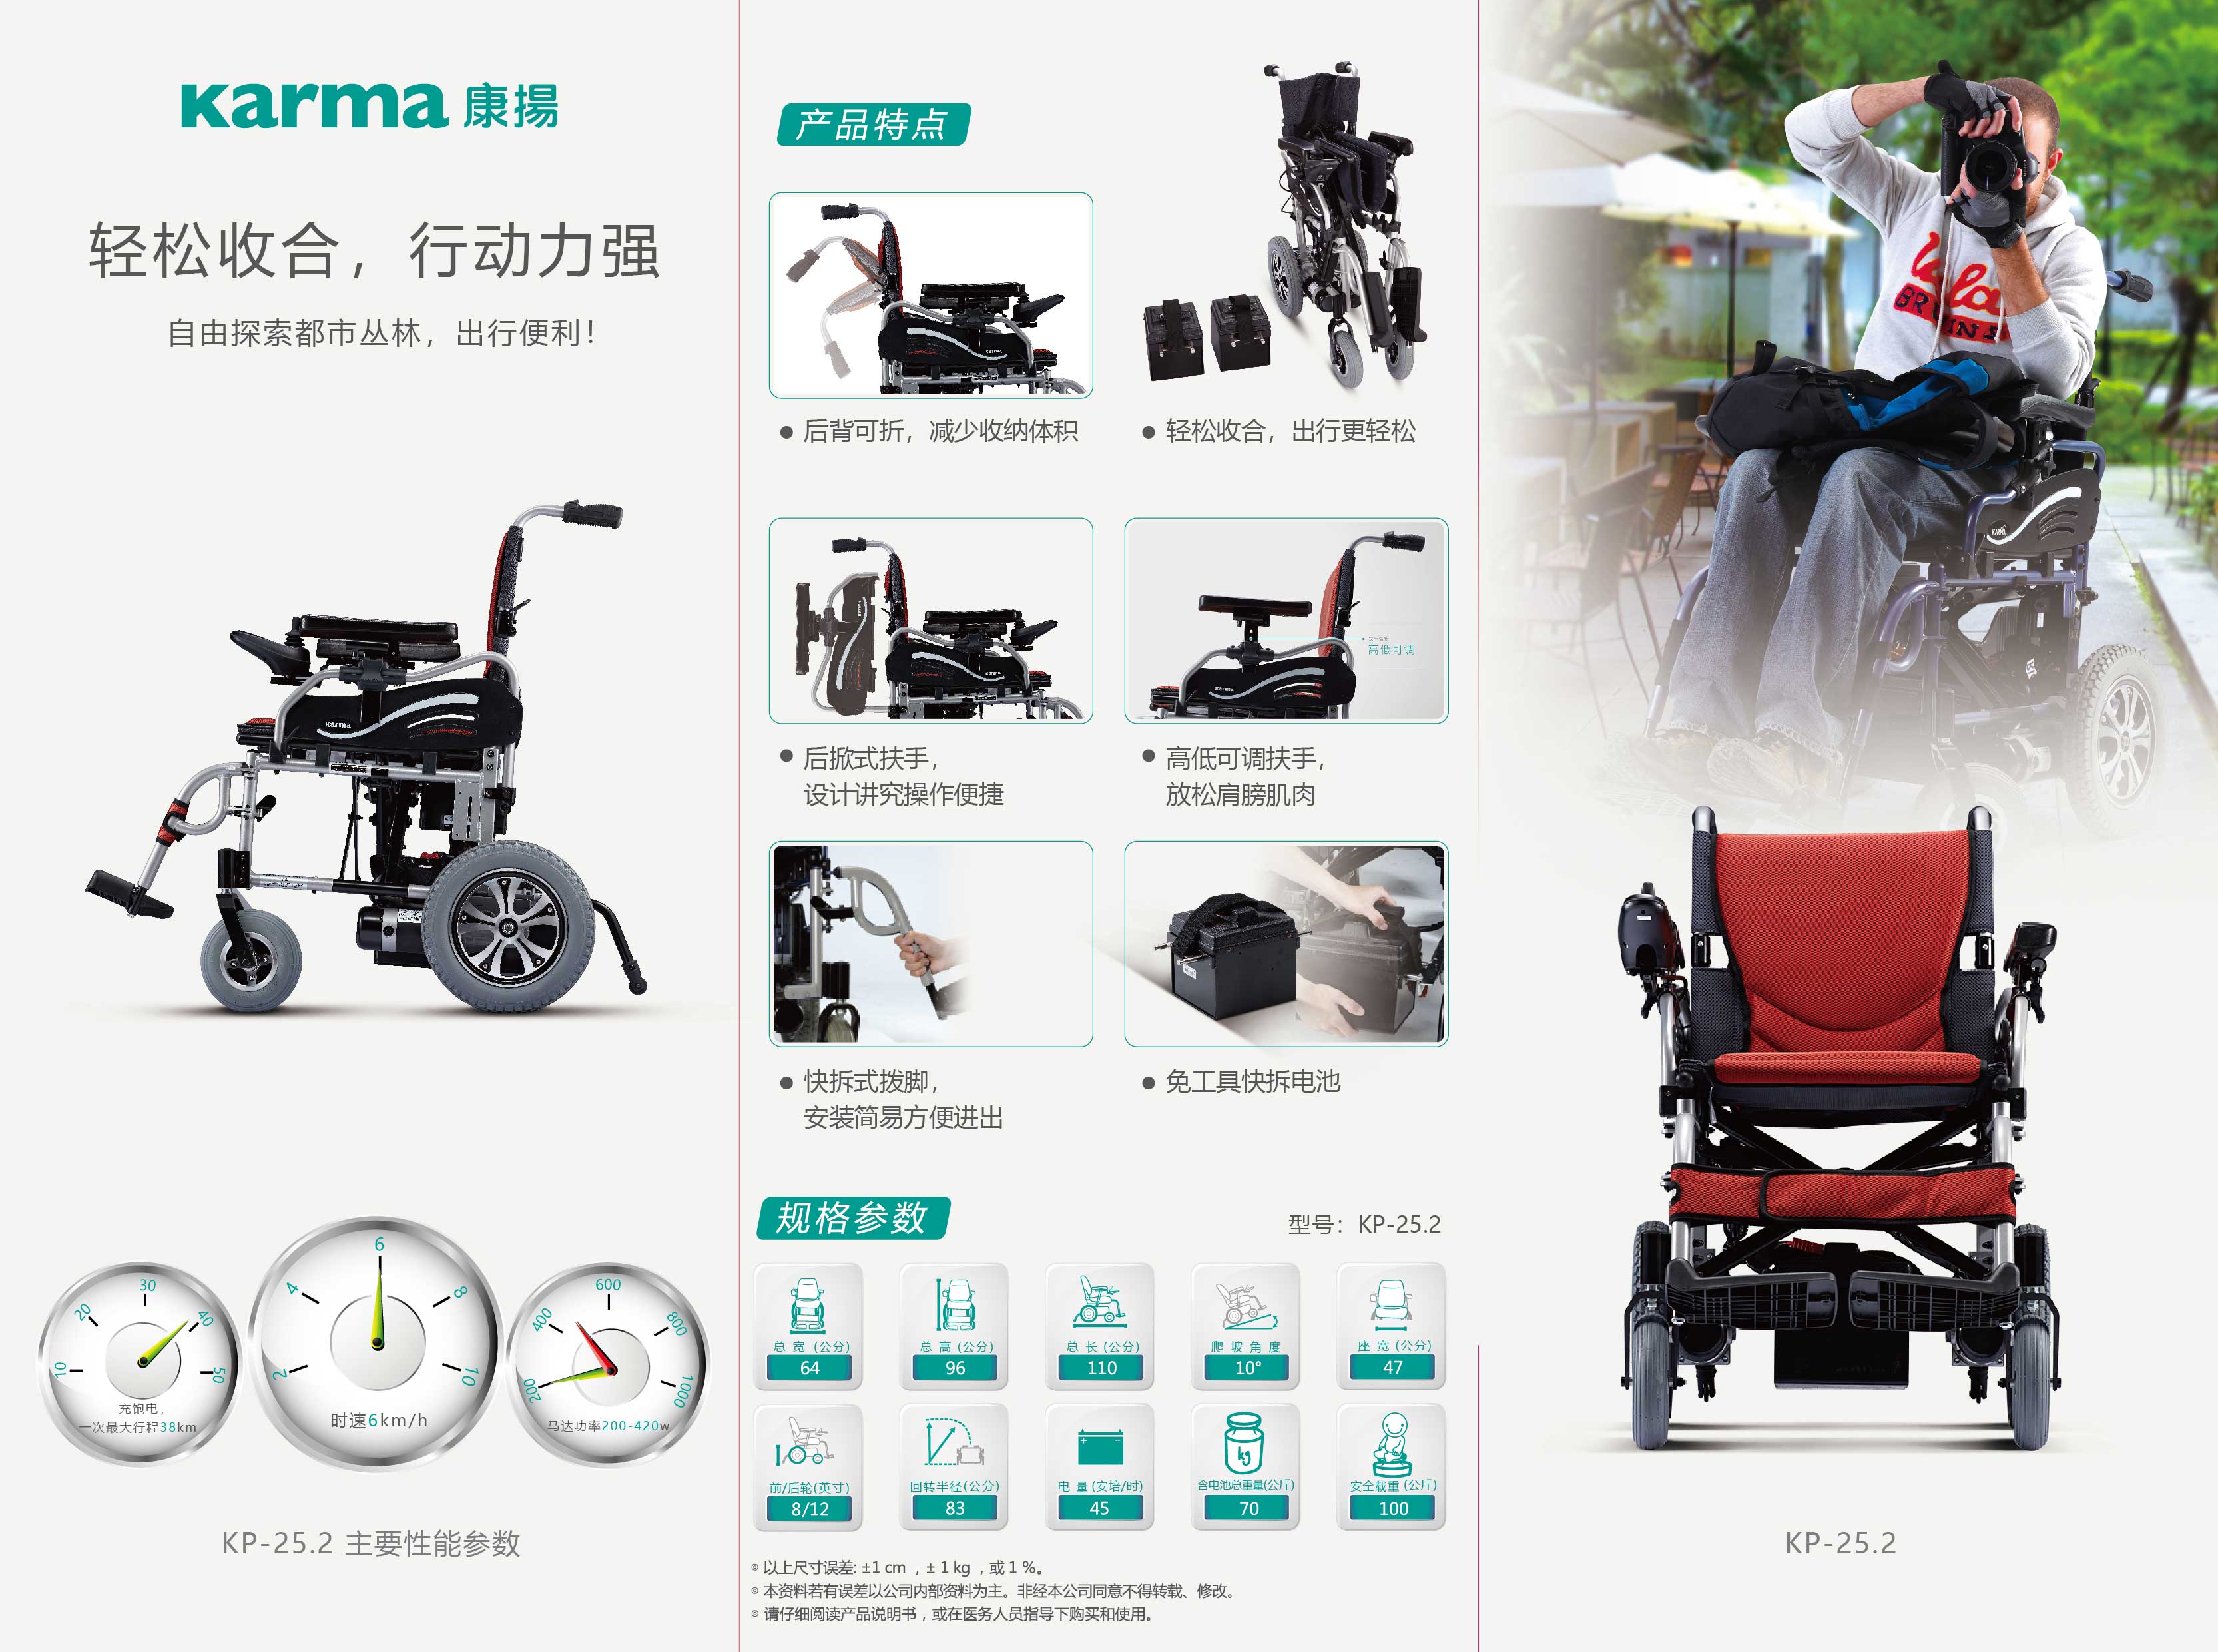 Karma 康揚
轻松收合，行动力强
自由探索都市丛林，出行便利！
karma
10
20
30
40
50
充饱电，
一次最大行程38km
2
4
6
8
10
时速6km/h
200
400
600
800
1000
马达功率200-420w
KP-25.2 主要性能参数
产品特点
karma
● 后背可折，减少收纳体积
● 轻松收合，出行更轻松
高低可调
karma
● 后掀式扶手，
设计讲究操作便捷
● 高低可调扶手，
放松肩膀肌肉
● 快拆式拨脚，
安装简易方便进出
● 免工具快拆电池
规格参数
型号：KP-25.2
总 宽 (公分)
64
总 高 (公分)
96
总 长 (公分)
110
爬 坡 角 度
10°
座 宽 (公分)
47
前/后轮(英寸)
8/12
回转半径(公分)
83
电 量 (安培/时)
45
kg
含电池总重量(公斤)
70
安全载重 (公斤)
100
◎ 以上尺寸误差: ±1 cm ，± 1 kg ，或 1 %。
◎ 本资料若有误差以公司内部资料为主。非经本公司同意不得转载、修改。
◎ 请仔细阅读产品说明书，或在医务人员指导下购买和使用。
KARMA
KP-25.2